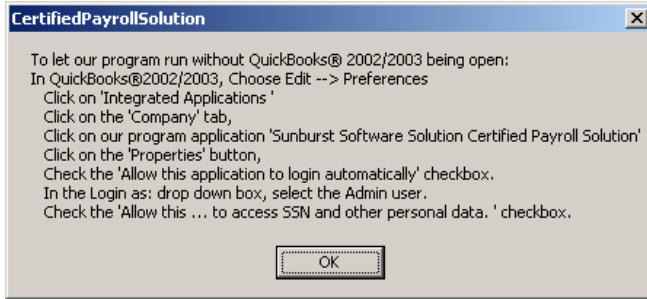 CertifiedPayrollSolution
To let our program run without QuickBooks® 2002/2003 being open:
In QuickBooks®2002/2003, Choose Edit --> Preferences
Click on 'Integrated Applications '
Click on the 'Company' tab,
Click on our program application 'Sunburst Software Solution Certified Payroll Solution'
Click on the 'Properties' button,
Check the 'Allow this application to login automatically' checkbox.
In the Login as: drop down box, select the Admin user.
Check the 'Allow this ... to access SSN and other personal data. ' checkbox.
OK